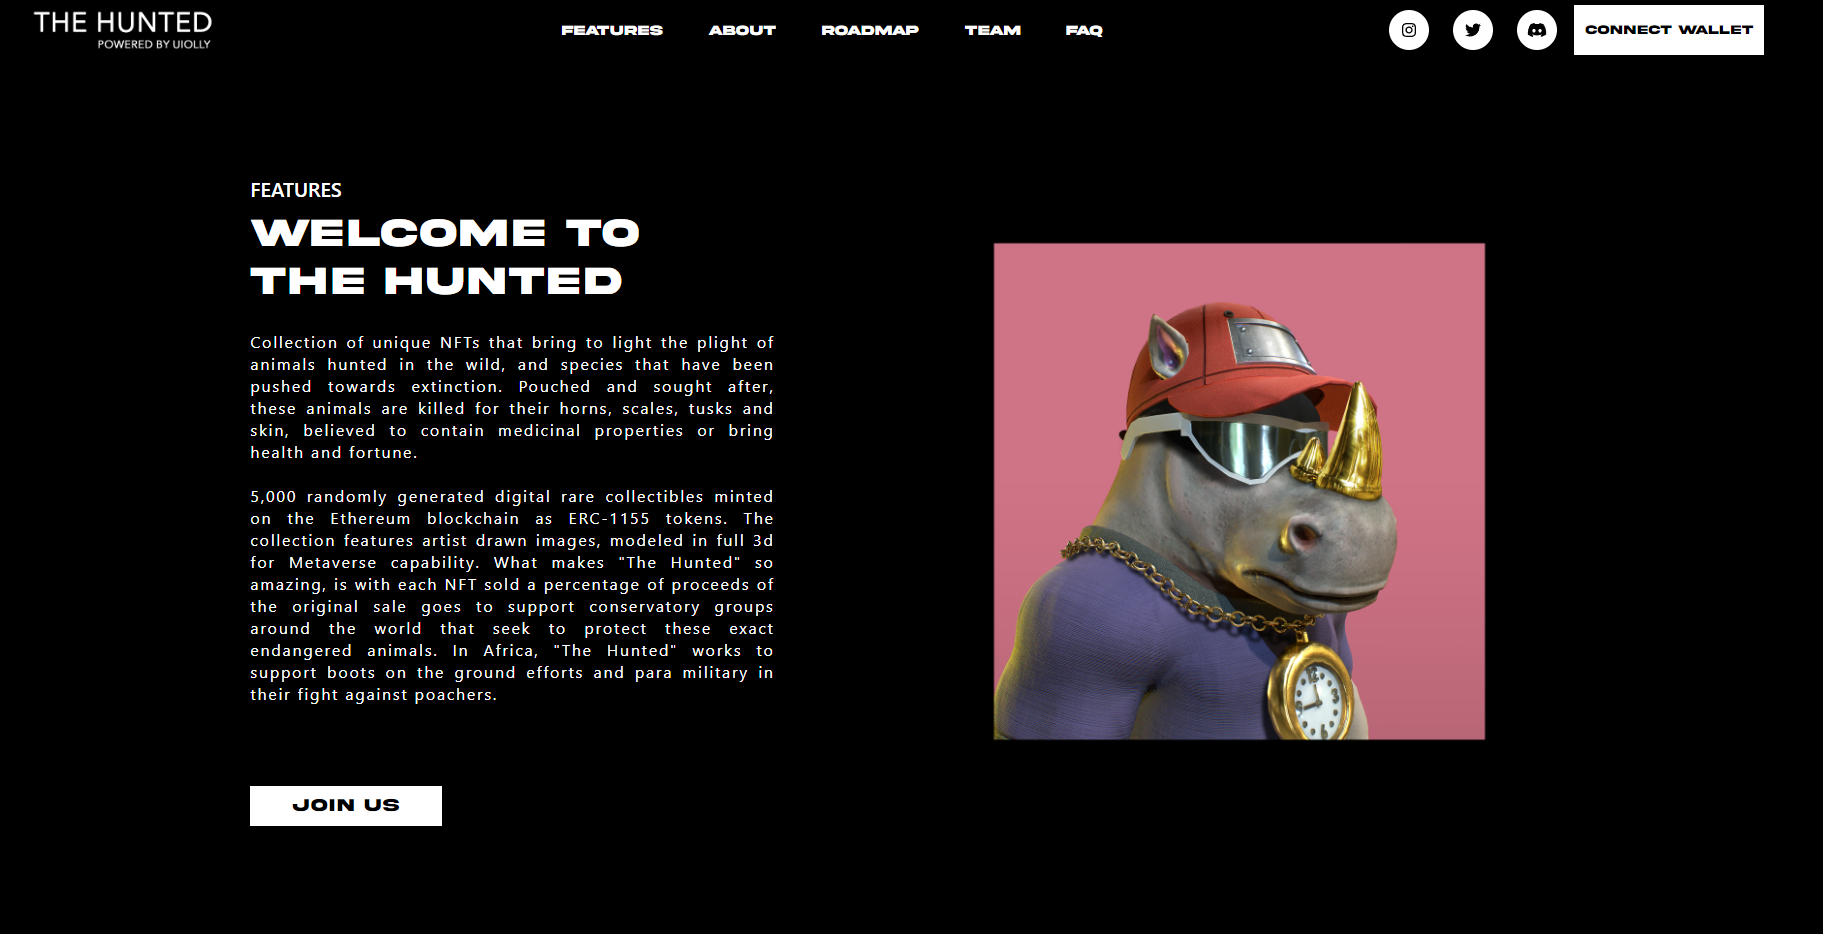 THE HUNTED
POWERED BY UIOLLY
FEATURES ABOUT ROADMAP TEAM FAQ
CONNECT WALLET
FEATURES
WELCOME TO
THE HUNTED
Collection of unique NFTs that bring to light the plight of
animals hunted in the wild, and species that have been
pushed towards extinction. Pouched and sought after,
these animals are killed for their horns, scales, tusks and
skin, believed to contain medicinal properties or bring
health and fortune.
5,000 randomly generated digital rare collectibles minted
on the Ethereum blockchain as ERC-1155 tokens. The
collection features artist drawn images, modeled in full 3d
for Metaverse capability. What makes "The Hunted" so
amazing, is with each NFT sold a percentage of proceeds of
the original sale goes to support conservatory groups
around the world that seek to protect these exact
endangered animals. In Africa, "The Hunted" works to
support boots on the ground efforts and para military in
their fight against poachers.
JOIN US